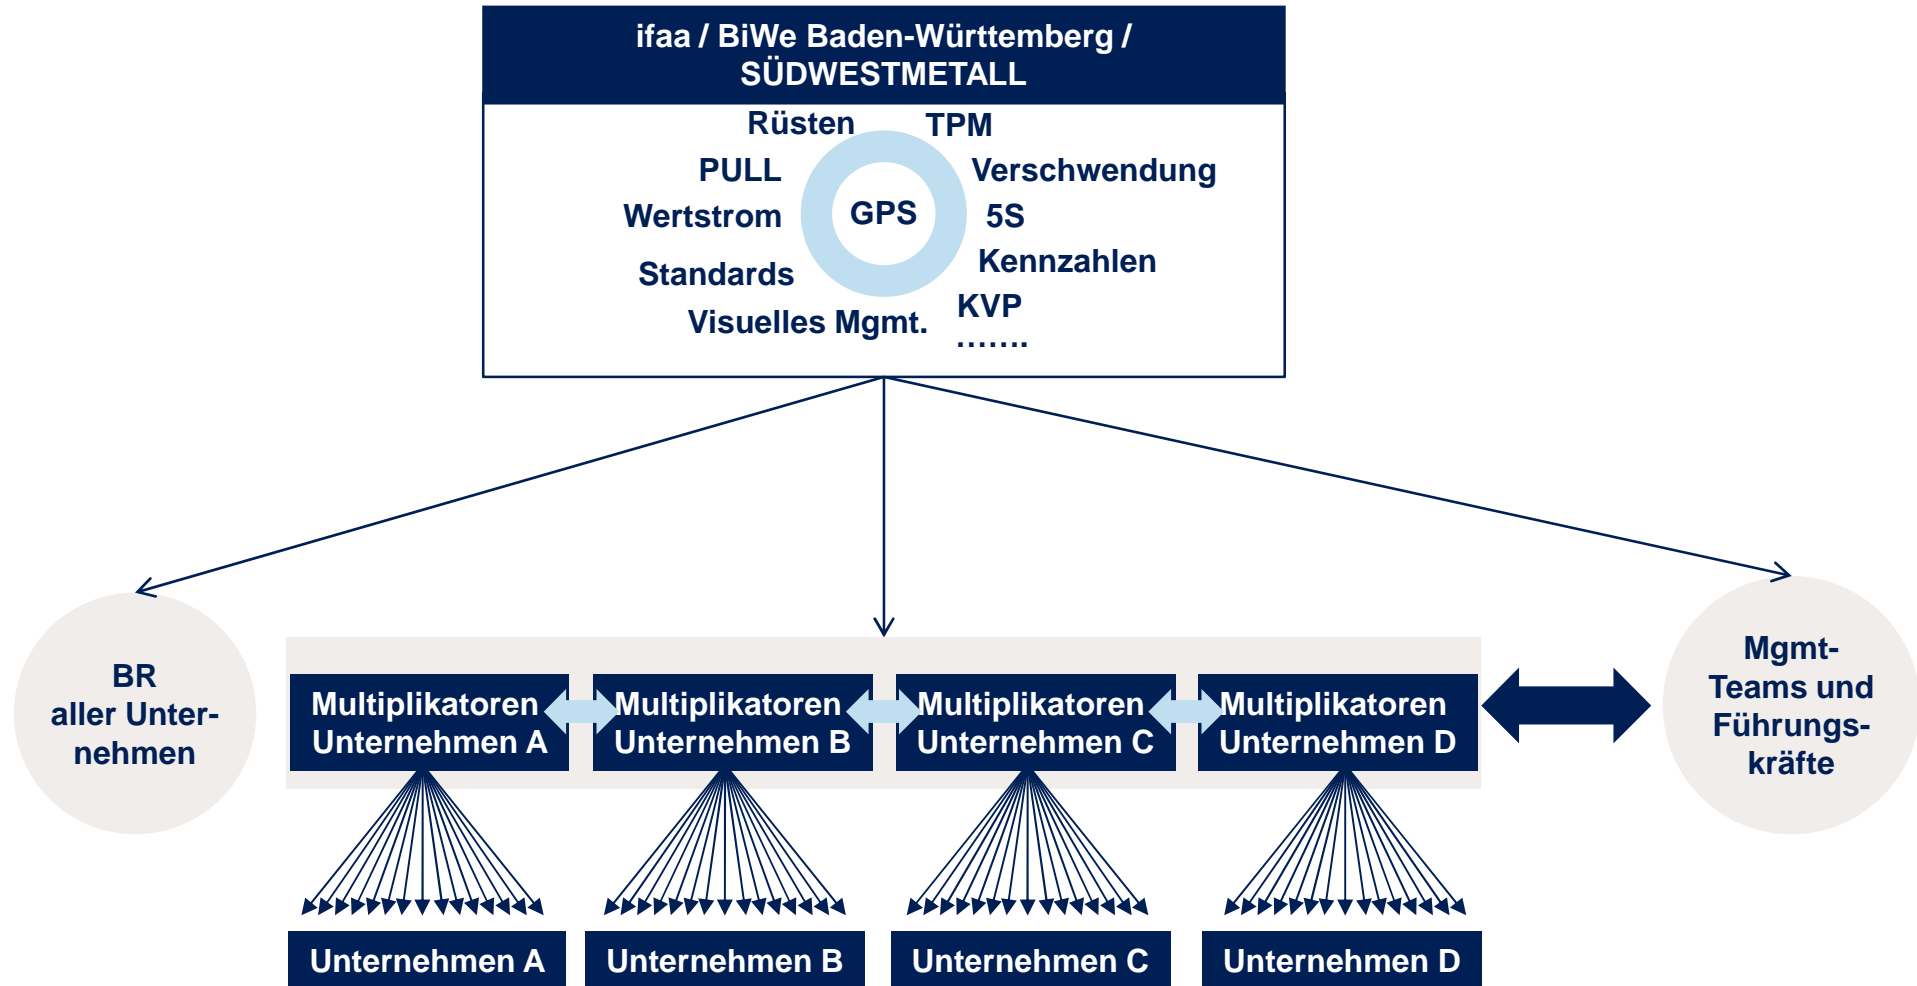 ifaa / BiWe Baden-Württemberg /
SÜDWESTMETALL
Rüsten
TPM
PULL
Verschwendung
Wertstrom
GPS
5S
Standards
Kennzahlen
Visuelles Mgmt.
KVP
.......
BR
aller Unter-
nehmen
Multiplikatoren
Unternehmen A
Multiplikatoren
Unternehmen B
Multiplikatoren
Unternehmen C
Multiplikatoren
Unternehmen D
Mgmt-
Teams und
Führungs-
kräfte
Unternehmen A
Unternehmen B
Unternehmen C
Unternehmen D